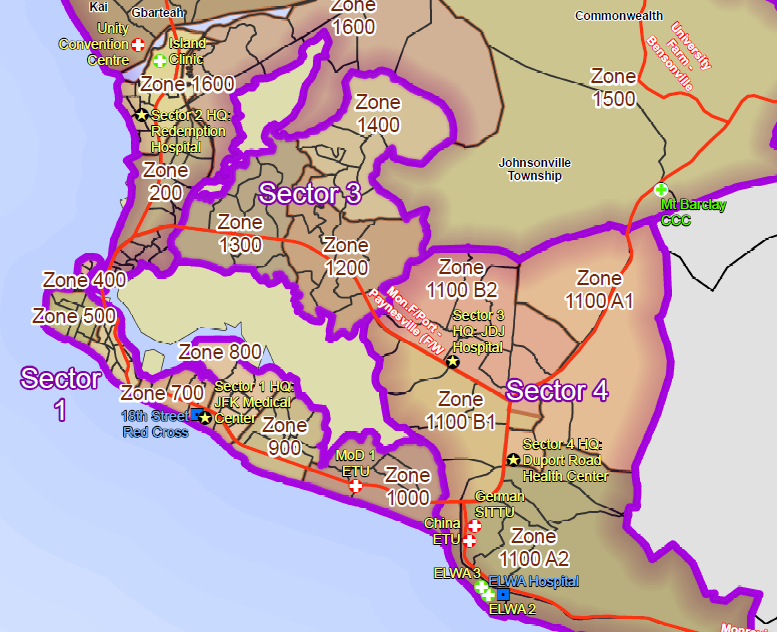 Kai
Gbarteah
Zone
1600
Commonwealth
Unity
Convention
Centre
Island
Clinic
University
Farm -
Bensonville
Zone 1600
Zone
1500
Zone
1400
Sector 2 HQ:
Redemption
Hospital
Johnsonville
Township
Zone
200
Sector 3
Mt Barclay
CCC
Zone
1300
Zone
1200
Zone
1100 B2
Zone
1100 A1
Zone 400
Mon.F/Port -
Paynesville (F/W
Zone 500
Sector 3
HQ: JDJ
Hospital
Zone 800
Sector
1
Zone 700
Sector 1 HQ:
JFK Medical
Center
Sector 4
18th Street
Red Cross
Zone
1100 B1
Zone
900
MoD 1
ETU
Sector 4 HQ:
Duport Road
Health Center
Zone
1000
German
SITTU
China
ETU
Zone
1100 A2
ELWA3
ELWA Hospital
ELWA2